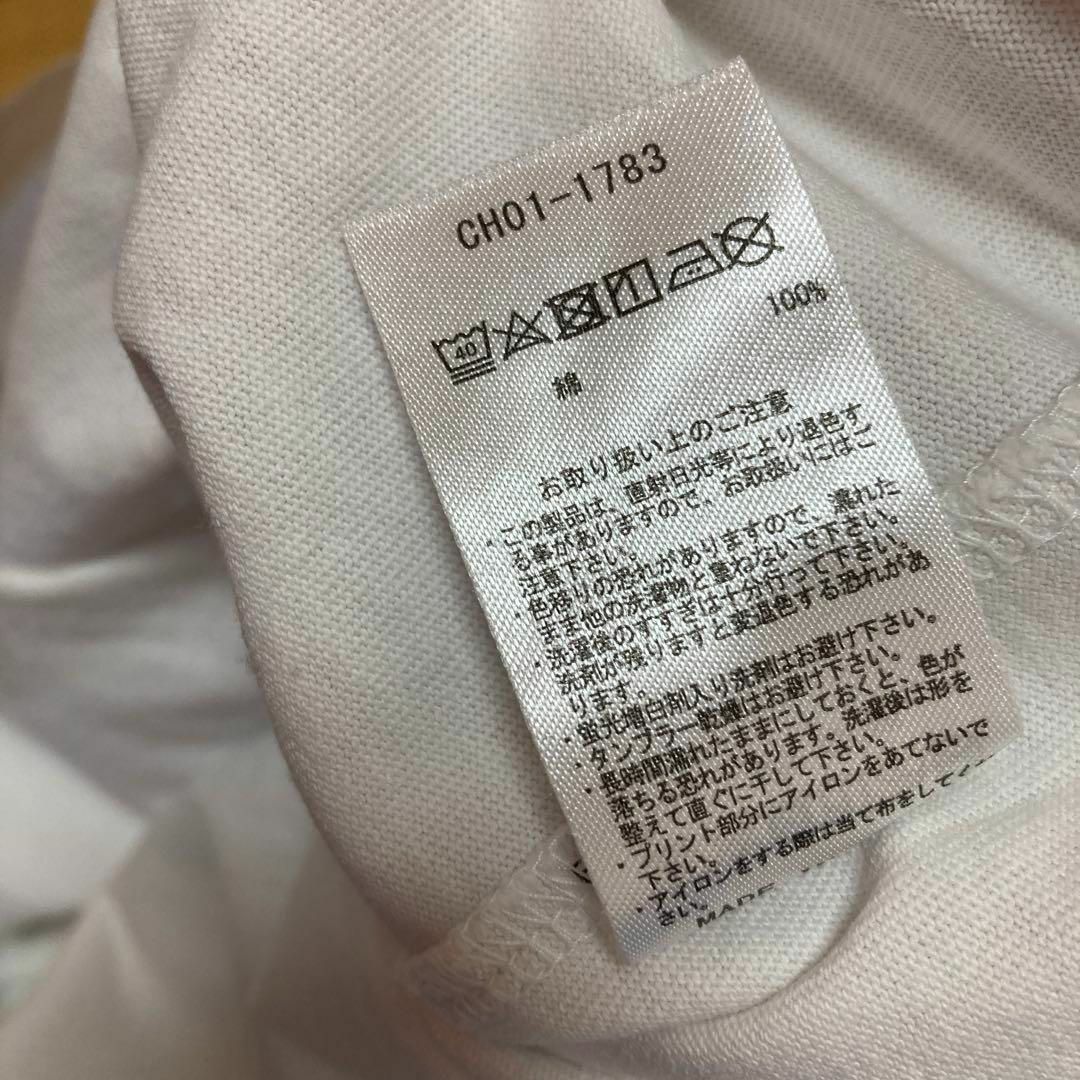 CH01-1783
40
綿 100%
お取り扱い上のご注意
・この製品は、直射日光等により退色す
る事がありますので、お取扱いにはご
注意下さい。
・色移りの恐れがありますので、濡れた
まま他の洗濯物と重ねないで下さい。
・洗濯後のすすぎは十分行って下さい。
洗剤が残りますと変退色する恐れがあ
ります。
・蛍光増白剤入り洗剤はお避け下さい。
・タンブラー乾燥はお避け下さい。
・長時間濡れたままにしておくと、色が
落ちる恐れがあります。洗濯後は形を
整えて直ぐに干して下さい。
・プリント部分にアイロンをあてないで
下さい。
・アイロンをする際は当て布をしてく
さい。
MADE